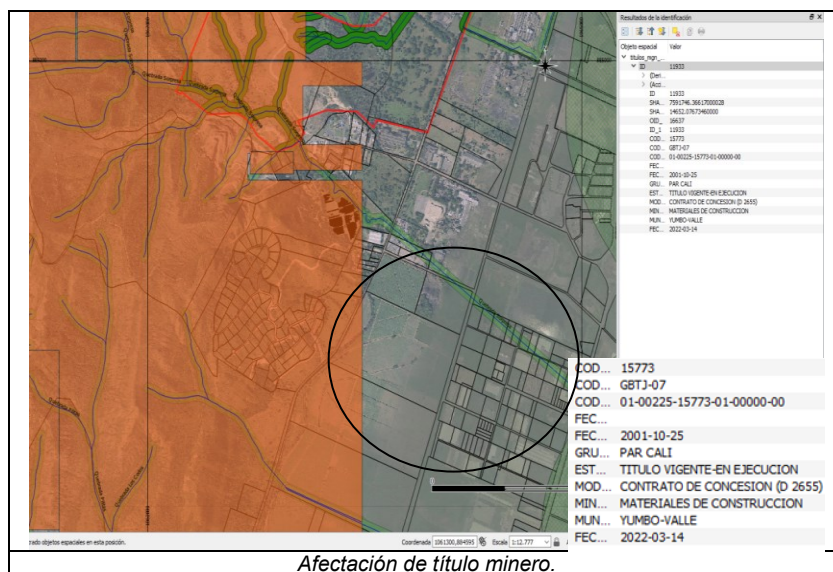 Resultados de la identificación
Objeto espacial Valor
titulos_mgn_...
ID 11933
(Deri...
(Acci...
ID 11933
SHA... 7591746.36617000028
SHA... 14652.07673460000
OID_ 16637
ID_1 11933
COD... 15773
COD... GBTJ-07
COD... 01-00225-15773-01-00000-00
FEC...
FEC... 2001-10-25
GRU... PAR CALI
EST... TITULO VIGENTE-EN EJECUCION
MOD... CONTRATO DE CONCESION (D 2655)
MIN... MATERIALES DE CONSTRUCCION
MUN... YUMBO-VALLE
FEC... 2022-03-14
COD... 15773
COD... GBTJ-07
COD... 01-00225-15773-01-00000-00
FEC...
FEC... 2001-10-25
GRU... PAR CALI
EST... TITULO VIGENTE-EN EJECUCION
MOD... CONTRATO DE CONCESION (D 2655)
MIN... MATERIALES DE CONSTRUCCION
MUN... YUMBO-VALLE
FEC... 2022-03-14
rado objetos espaciales en esta posición. Coordenada 1061300,884595 Escala 1:12.777
Afectación de título minero.